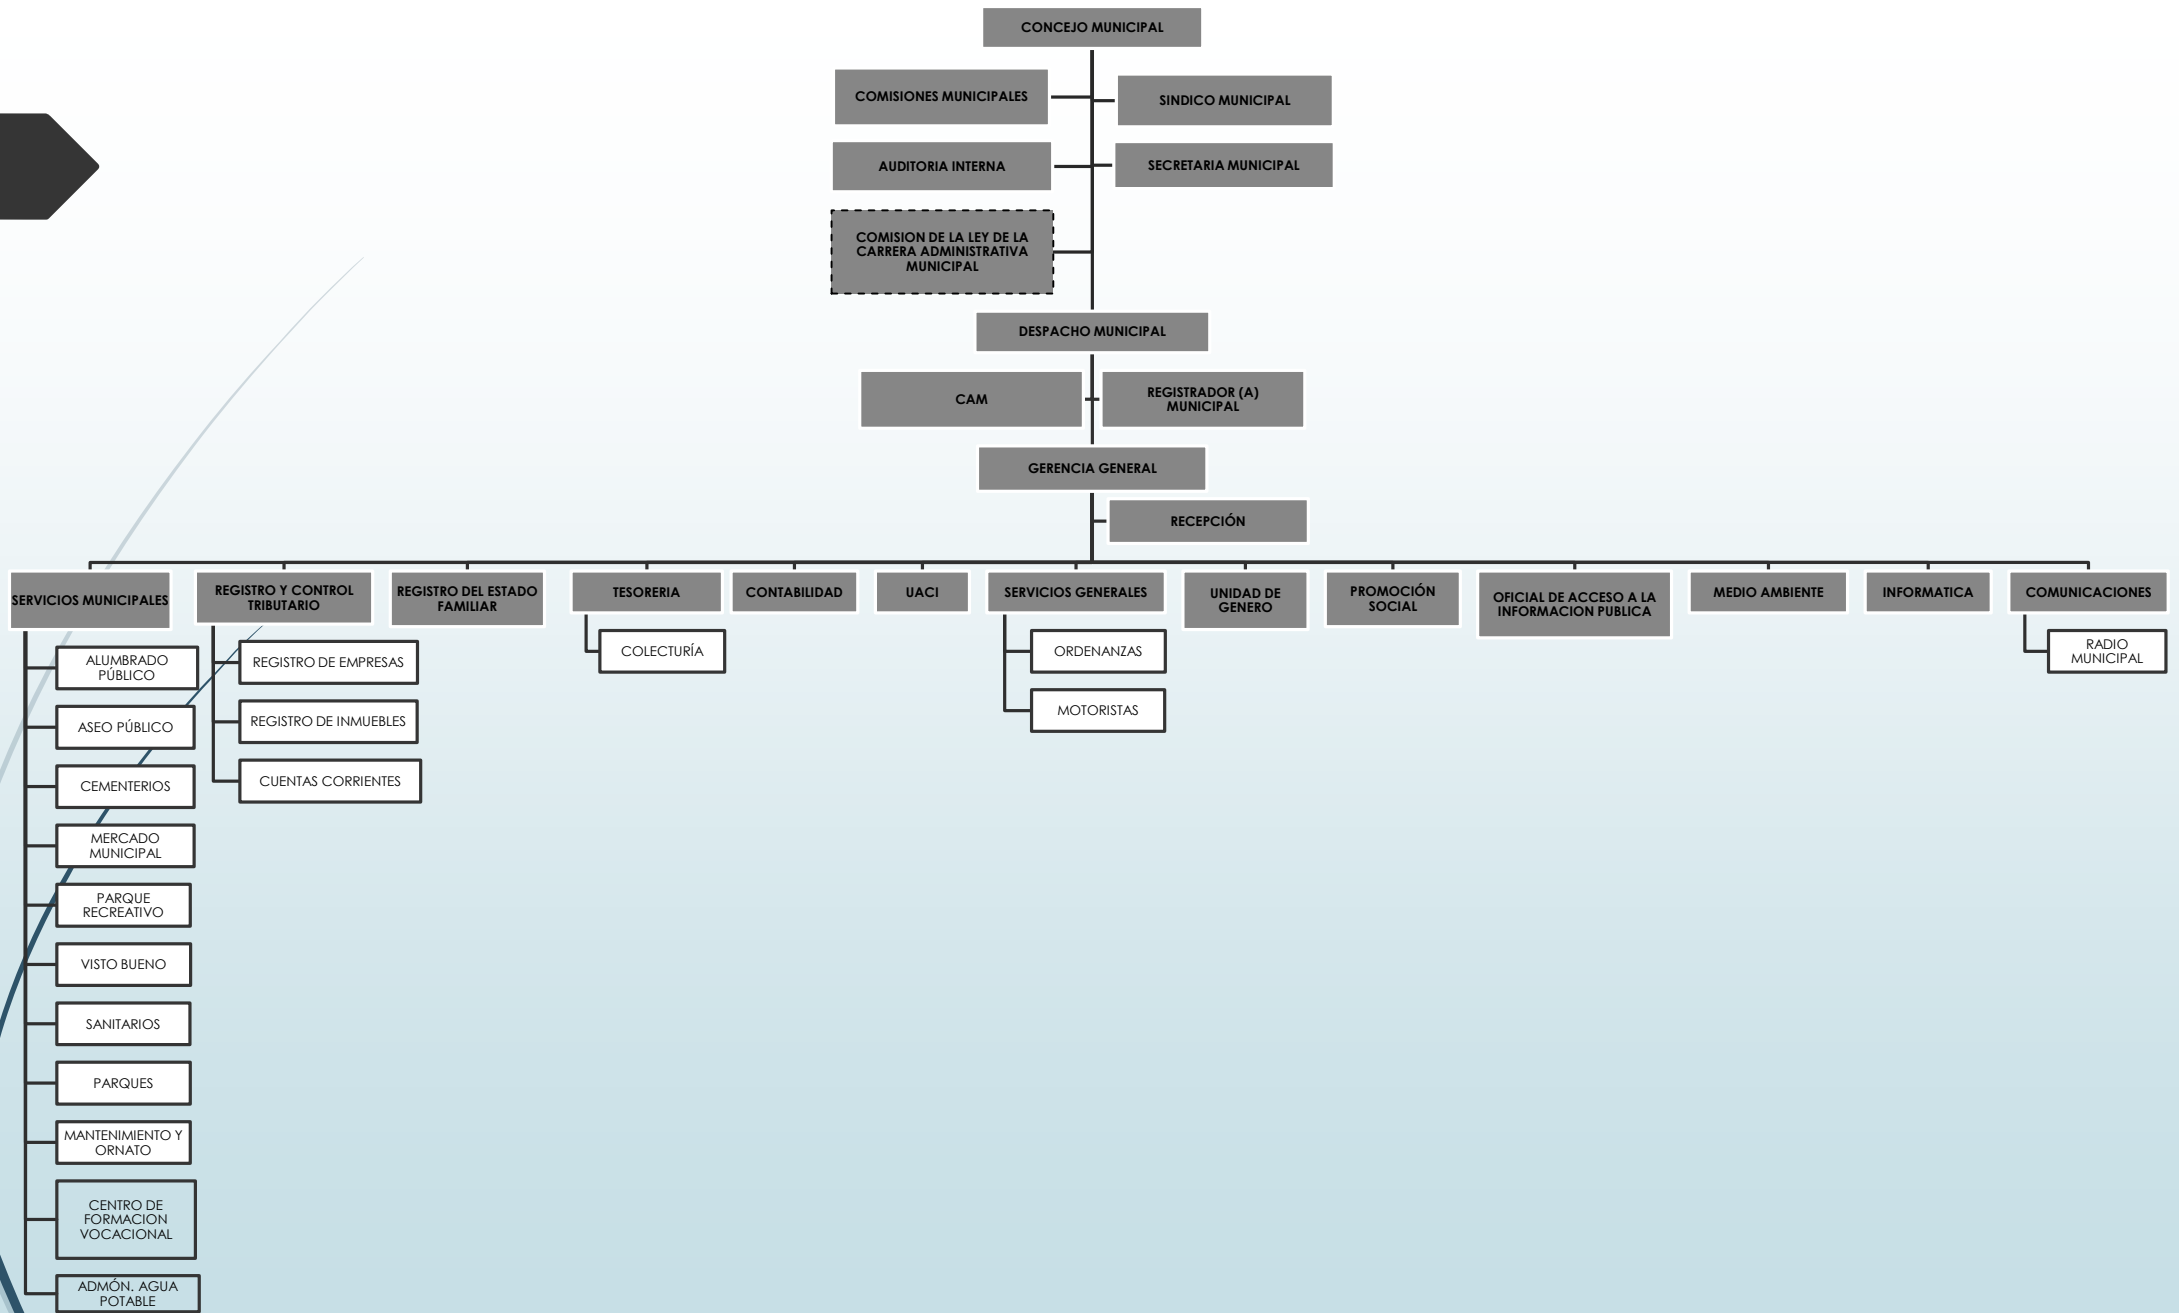 CONCEJO MUNICIPAL
COMISIONES MUNICIPALES
SINDICO MUNICIPAL
AUDITORIA INTERNA
SECRETARIA MUNICIPAL
COMISION DE LA LEY DE LA
CARRERA ADMINISTRATIVA
MUNICIPAL
DESPACHO MUNICIPAL
CAM
REGISTRADOR (A)
MUNICIPAL
GERENCIA GENERAL
RECEPCIÓN
SERVICIOS MUNICIPALES
REGISTRO Y CONTROL
TRIBUTARIO
REGISTRO DEL ESTADO
FAMILIAR
TESORERIA
CONTABILIDAD
UACI
SERVICIOS GENERALES
UNIDAD DE
GENERO
PROMOCIÓN
SOCIAL
OFICIAL DE ACCESO A LA
INFORMACION PUBLICA
MEDIO AMBIENTE
INFORMATICA
COMUNICACIONES
ALUMBRADO
PÚBLICO
ASEO PÚBLICO
CEMENTERIOS
MERCADO
MUNICIPAL
PARQUE
RECREATIVO
VISTO BUENO
SANITARIOS
PARQUES
MANTENIMIENTO Y
ORNATO
CENTRO DE
FORMACION
VOCACIONAL
ADMÓN. AGUA
POTABLE
REGISTRO DE EMPRESAS
REGISTRO DE INMUEBLES
CUENTAS CORRIENTES
COLECTURÍA
ORDENANZAS
MOTORISTAS
RADIO
MUNICIPAL